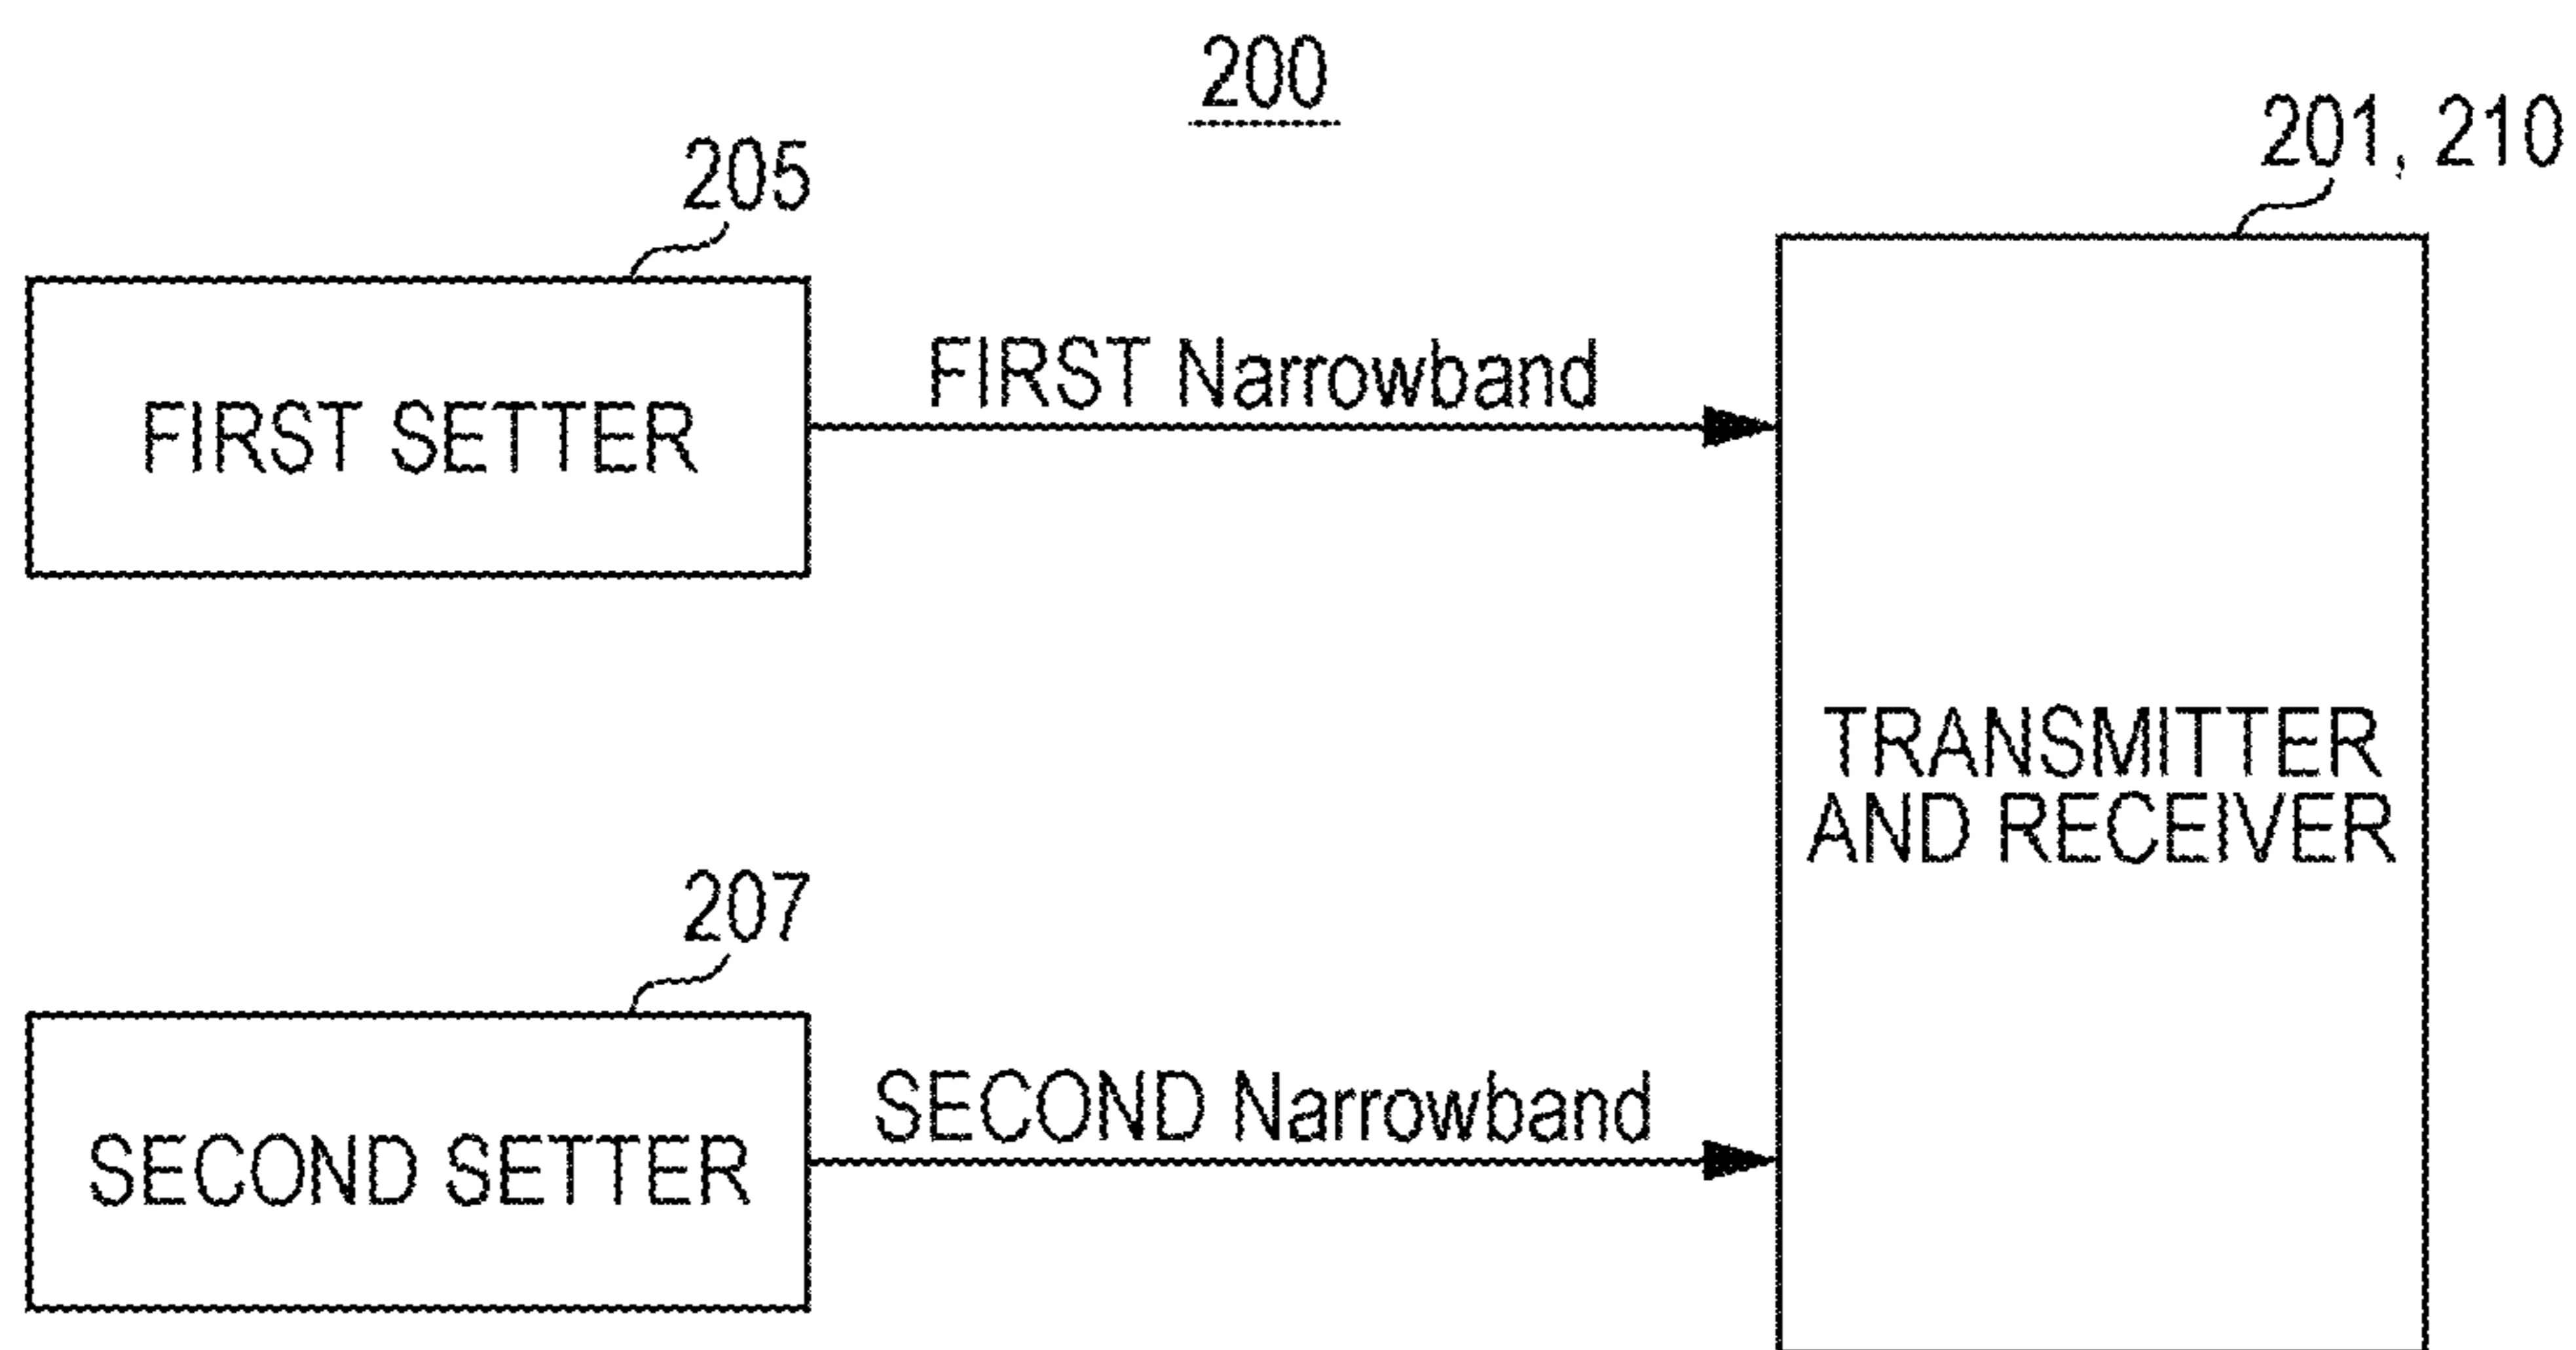 200
201, 210
205
FIRST SETTER
FIRST Narrowband
TRANSMITTER
AND RECEIVER
207
SECOND SETTER
SECOND Narrowband